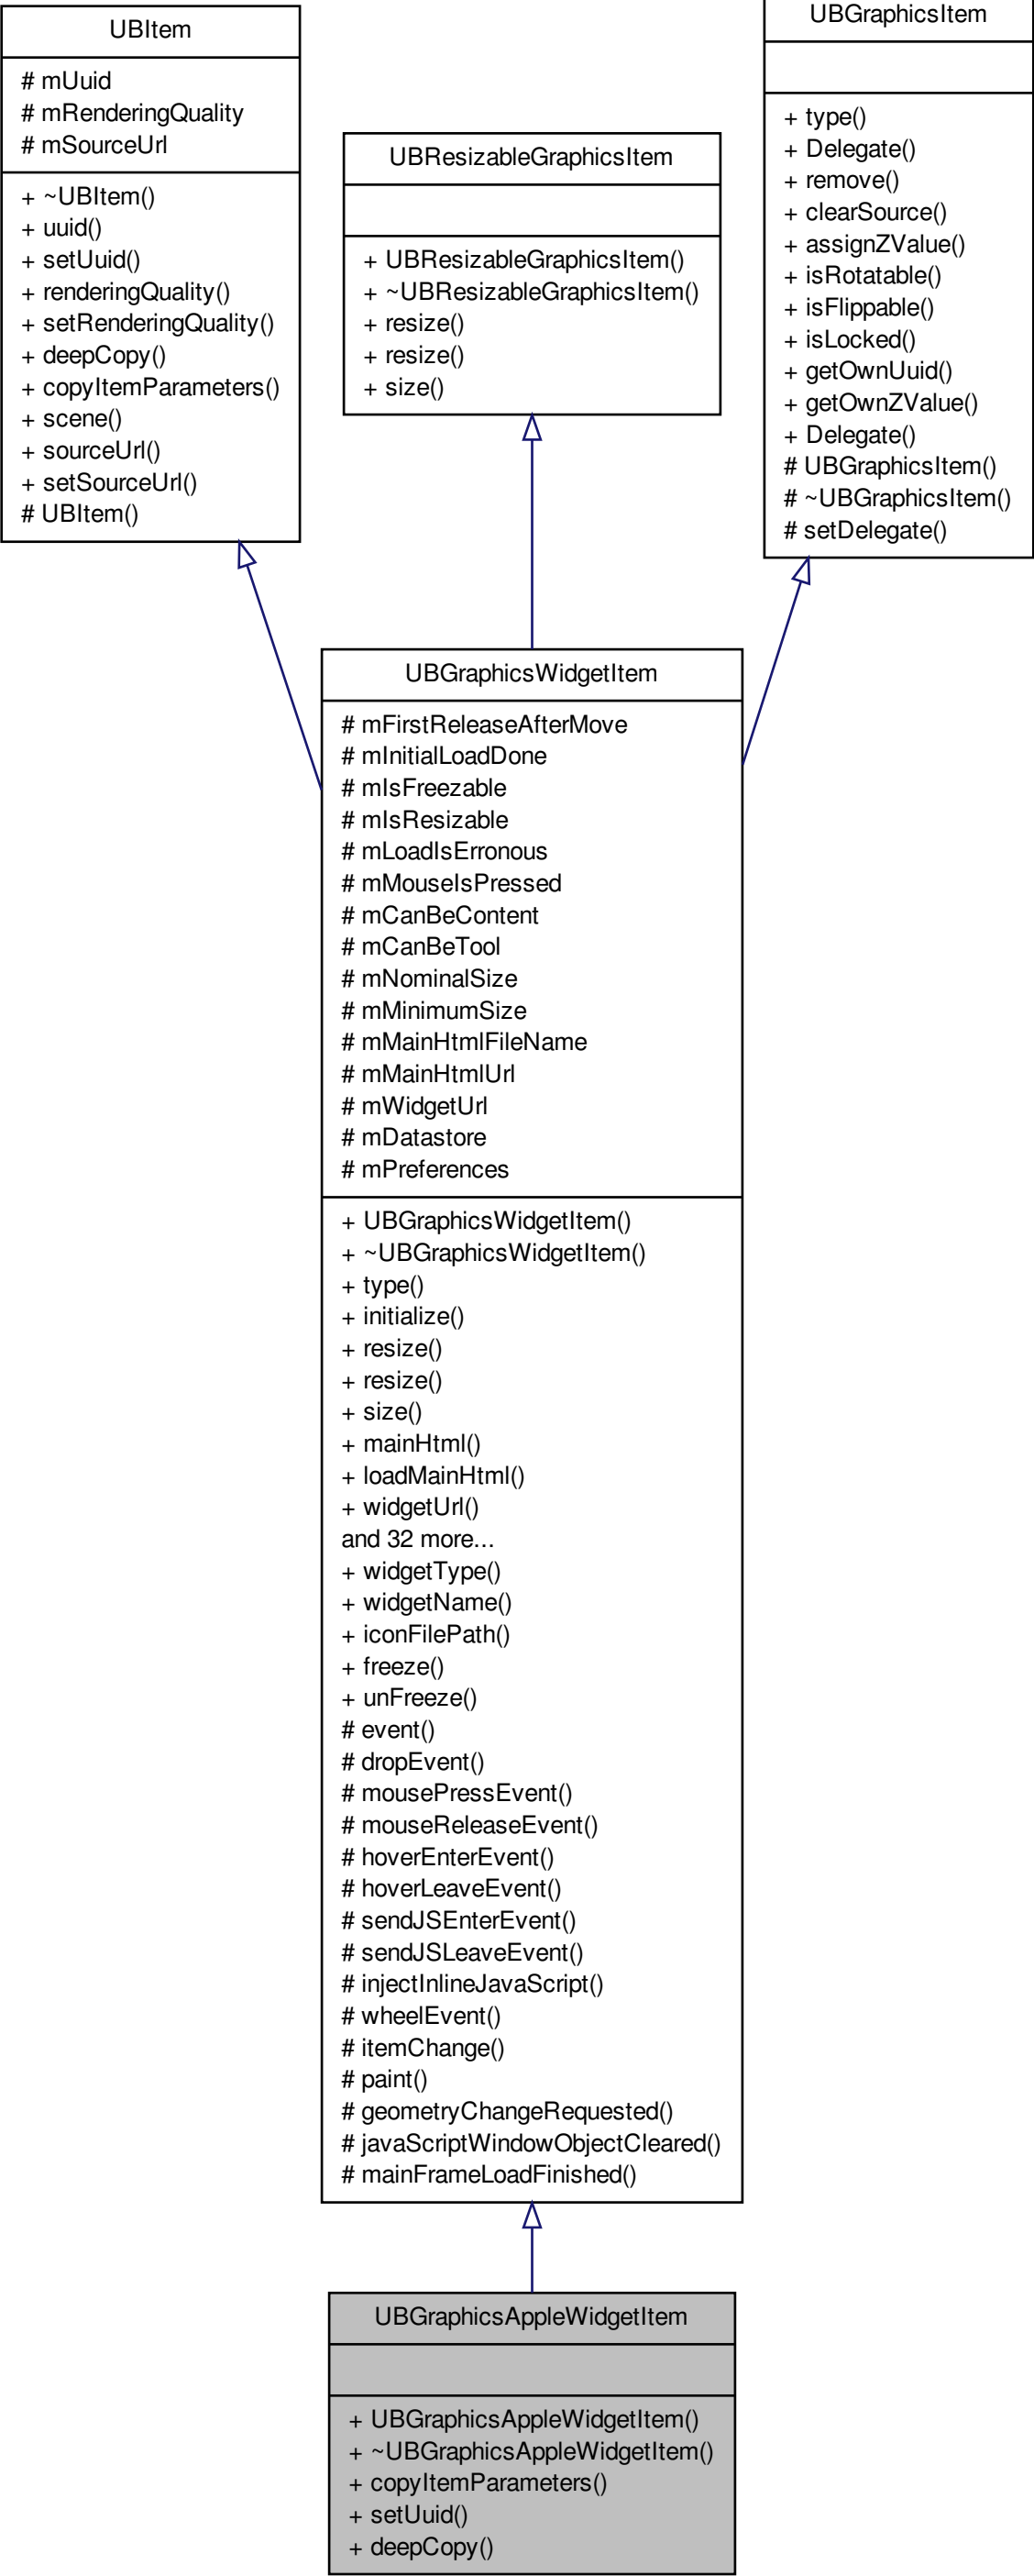 UBItem
# mUuid
# mRenderingQuality
# mSourceUrl
+ ~UBItem()
+ uuid()
+ setUuid()
+ renderingQuality()
+ setRenderingQuality()
+ deepCopy()
+ copyItemParameters()
+ scene()
+ sourceUrl()
+ setSourceUrl()
# UBItem()
UBResizableGraphicsItem
+ UBResizableGraphicsItem()
+ ~UBResizableGraphicsItem()
+ resize()
+ resize()
+ size()
UBGraphicsItem
+ type()
+ Delegate()
+ remove()
+ clearSource()
+ assignZValue()
+ isRotatable()
+ isFlippable()
+ isLocked()
+ getOwnUuid()
+ getOwnZValue()
+ Delegate()
# UBGraphicsItem()
# ~UBGraphicsItem()
# setDelegate()
UBGraphicsWidgetItem
# mFirstReleaseAfterMove
# mInitialLoadDone
# mIsFreezable
# mIsResizable
# mLoadIsErronous
# mMouseIsPressed
# mCanBeContent
# mCanBeTool
# mNominalSize
# mMinimumSize
# mMainHtmlFileName
# mMainHtmlUrl
# mWidgetUrl
# mDatastore
# mPreferences
+ UBGraphicsWidgetItem()
+ ~UBGraphicsWidgetItem()
+ type()
+ initialize()
+ resize()
+ resize()
+ size()
+ mainHtml()
+ loadMainHtml()
+ widgetUrl()
and 32 more...
+ widgetType()
+ widgetName()
+ iconFilePath()
+ freeze()
+ unFreeze()
# event()
# dropEvent()
# mousePressEvent()
# mouseReleaseEvent()
# hoverEnterEvent()
# hoverLeaveEvent()
# sendJSEnterEvent()
# sendJSLeaveEvent()
# injectInlineJavaScript()
# wheelEvent()
# itemChange()
# paint()
# geometryChangeRequested()
# javaScriptWindowObjectCleared()
# mainFrameLoadFinished()
UBGraphicsAppleWidgetItem
+ UBGraphicsAppleWidgetItem()
+ ~UBGraphicsAppleWidgetItem()
+ copyItemParameters()
+ setUuid()
+ deepCopy()